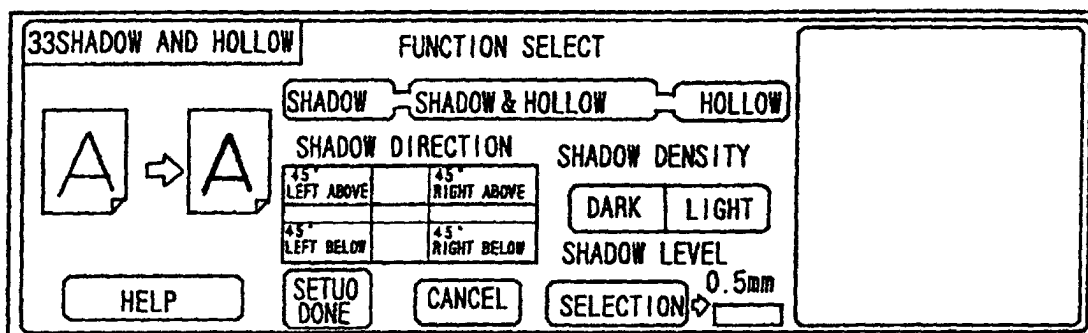 33SHADOW AND HOLLOW
FUNCTION SELECT
SHADOW SHADOW & HOLLOW HOLLOW
A A
SHADOW DIRECTION
45° LEFT ABOVE
45° RIGHT ABOVE
45° LEFT BELOW
45° RIGHT BELOW
SHADOW DENSITY
DARK LIGHT
SHADOW LEVEL
0.5mm
HELP
SETUO
DONE
CANCEL
SELECTION